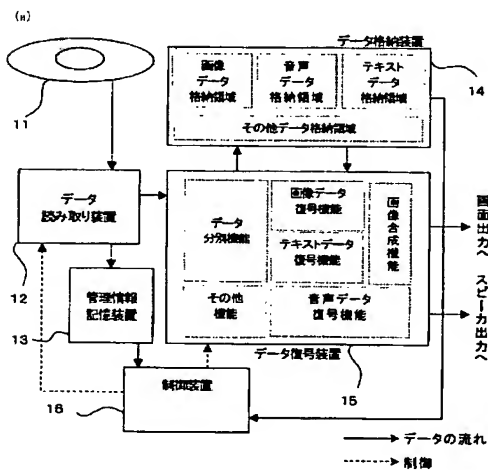 (a)
データ格納装置
画像
データ
格納領域
音声
データ
格納領域
テキスト
データ
格納領域
その他データ格納領域
14
11
データ
読み取り装置
12
データ
分別機能
画像データ
復号機能
テキストデータ
復号機能
画像合成機能
その他
機能
音声データ
復号機能
データ復号装置
15
画面出力へ
スピーカ出力へ
管理情報
記憶装置
13
制御装置
16
データの流れ
制御